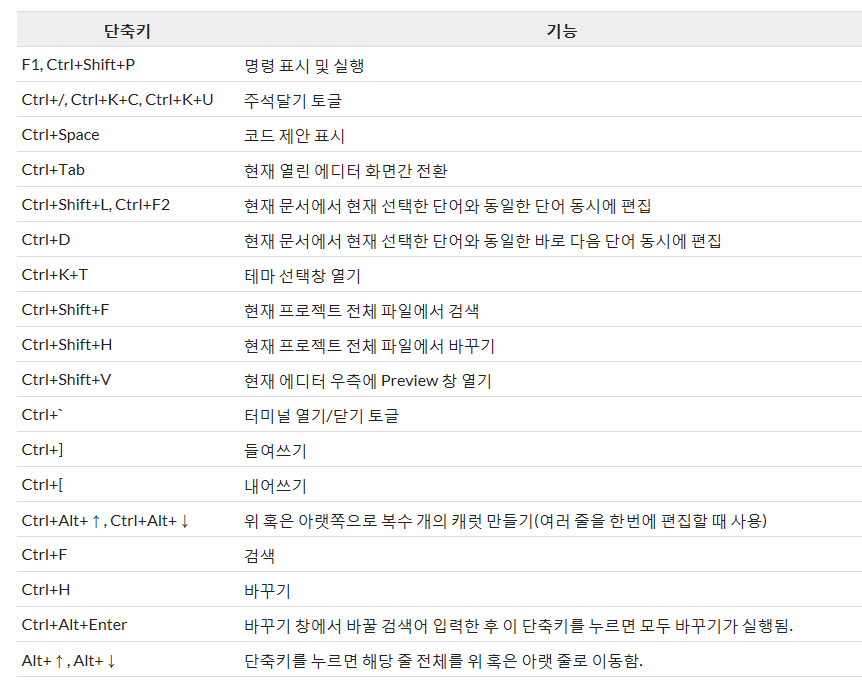 단축키 기능
F1, Ctrl+Shift+P 명령 표시 및 실행
Ctrl+/, Ctrl+K+C, Ctrl+K+U 주석달기 토글
Ctrl+Space 코드 제안 표시
Ctrl+Tab 현재 열린 에디터 화면간 전환
Ctrl+Shift+L, Ctrl+F2 현재 문서에서 현재 선택한 단어와 동일한 단어 동시에 편집
Ctrl+D 현재 문서에서 현재 선택한 단어와 동일한 바로 다음 단어 동시에 편집
Ctrl+K+T 테마 선택창 열기
Ctrl+Shift+F 현재 프로젝트 전체 파일에서 검색
Ctrl+Shift+H 현재 프로젝트 전체 파일에서 바꾸기
Ctrl+Shift+V 현재 에디터 우측에 Preview 창 열기
Ctrl+` 터미널 열기/닫기 토글
Ctrl+] 들여쓰기
Ctrl+[ 내어쓰기
Ctrl+Alt+↑, Ctrl+Alt+↓ 위 혹은 아랫쪽으로 복수 개의 캐럿 만들기(여러 줄을 한번에 편집할 때 사용)
Ctrl+F 검색
Ctrl+H 바꾸기
Ctrl+Alt+Enter 바꾸기 창에서 바꿀 검색어 입력한 후 이 단축키를 누르면 모두 바꾸기가 실행됨.
Alt+↑, Alt+↓ 단축키를 누르면 해당 줄 전체를 위 혹은 아랫 줄로 이동함.